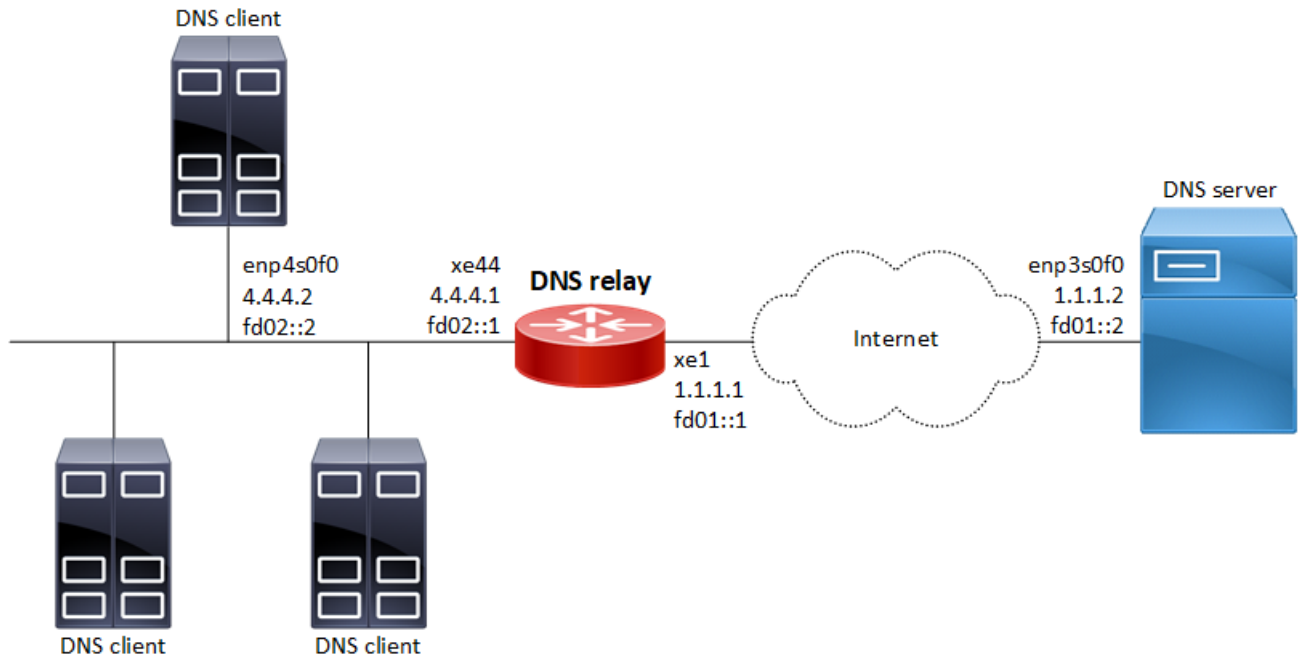 DNS client
DNS server
enp4s0f0
4.4.4.2
fd02::2
xe44
4.4.4.1
fd02::1
DNS relay
xe1
1.1.1.1
fd01::1
Internet
enp3s0f0
1.1.1.2
fd01::2
DNS client
DNS client